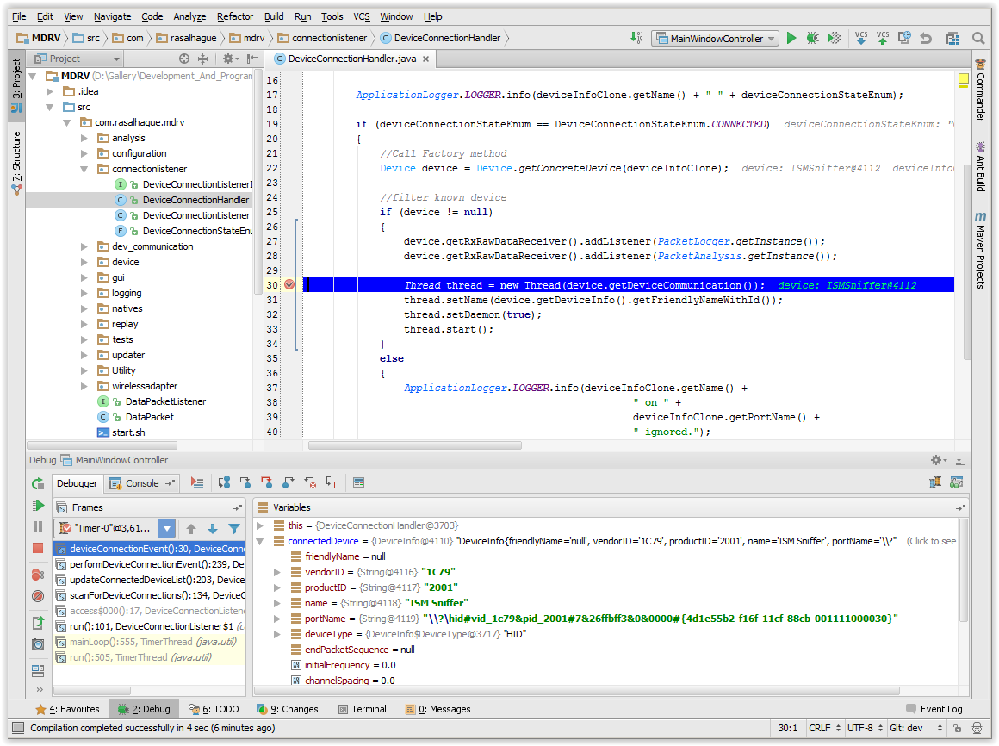 File Edit View Navigate Code Analyze Refactor Build Run Tools VCS Window Help
MDRV src com rasalhague mdrv connectionlistener DeviceConnectionHandler MainWindowController VCS VCS
3: Project
7: Structure
Project
MDRV (D:\Gallery\Development_And_Program
.idea
src
com.rasalhague.mdrv
analysis
configuration
connectionlistener
DeviceConnectionListenerI
DeviceConnectionHandler
DeviceConnectionListener
DeviceConnectionStateEnu
dev_communication
device
gui
logging
natives
replay
tests
updater
Utility
wirelessadapter
DataPacketListener
DataPacket
start.sh
DeviceConnectionHandler.java
16
17 ApplicationLogger.LOGGER.info(deviceInfoClone.getName() + " " + deviceConnectionStateEnum);
18
19 if (deviceConnectionStateEnum == DeviceConnectionStateEnum.CONNECTED) deviceConnectionStateEnum: "
20 {
21 //Call Factory method
22 Device device = Device.getConcreteDevice(deviceInfoClone); device: ISMSniffer@4112 deviceInfo
23
24 //filter known device
25 if (device != null)
26 {
27 device.getRxRawDataReceiver().addListener(PacketLogger.getInstance());
28 device.getRxRawDataReceiver().addListener(PacketAnalysis.getInstance());
29
30 Thread thread = new Thread(device.getDeviceCommunication()); device: ISMSniffer@4112
31 thread.setName(device.getDeviceInfo().getFriendlyNameWithId());
32 thread.setDaemon(true);
33 thread.start();
34 }
35 else
36 {
37 ApplicationLogger.LOGGER.info(deviceInfoClone.getName() +
38 " on " +
39 deviceInfoClone.getPortName() +
40 " ignored.");
Commander
Ant Build
m Maven Projects
Debug MainWindowController
Debugger Console
Frames
"Timer-0"@3,61...
deviceConnectionEvent():30, DeviceConne
performDeviceConnectionEvent():239, Dev
updateConnectedDeviceList():203, Device
scanForDeviceConnections():134, DeviceC
access$000():17, DeviceConnectionListene
run():101, DeviceConnectionListener$1 (c
mainLoop():555, TimerThread (java.util)
run():505, TimerThread (java.util)
Variables
this = {DeviceConnectionHandler@3703}
connectedDevice = {DeviceInfo@4110} "DeviceInfo{friendlyName='null', vendorID='1C79', productID='2001', name='ISM Sniffer', portName='\\?"... (Click to see
friendlyName = null
vendorID = {String@4116} "1C79"
productID = {String@4117} "2001"
name = {String@4118} "ISM Sniffer"
portName = {String@4119} "\\?\hid#vid_1c79&pid_2001#7&26ffbff3&0&0000#{4d1e55b2-f16f-11cf-88cb-001111000030}"
deviceType = {DeviceInfo$DeviceType@3717} "HID"
endPacketSequence = null
initialFrequency = 0.0
channelSpacing = 0.0
4: Favorites 2: Debug 6: TODO 9: Changes Terminal 0: Messages Event Log
Compilation completed successfully in 4 sec (6 minutes ago) 30:1 CRLF UTF-8 Git: dev